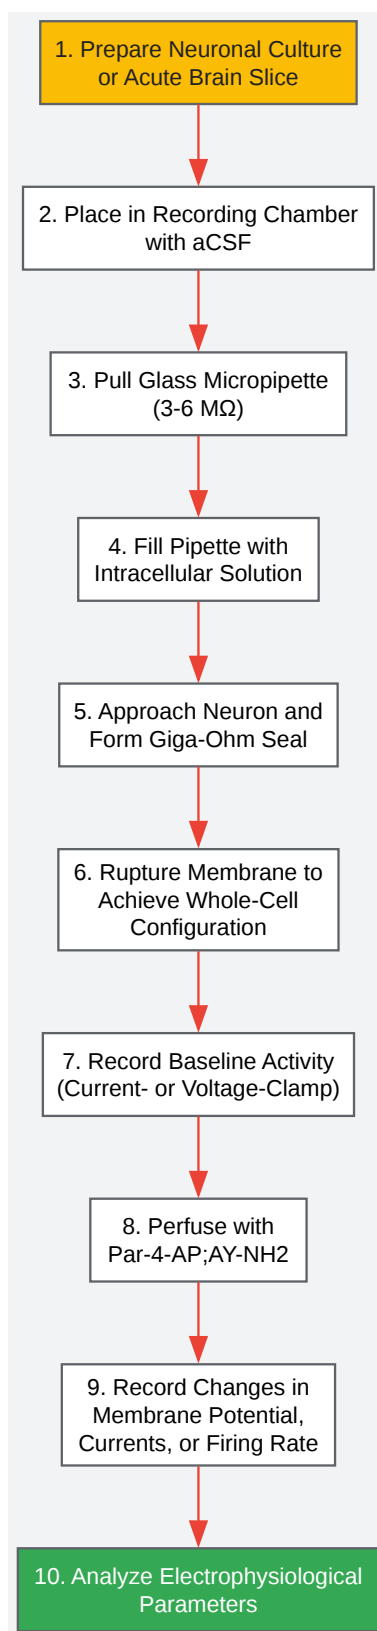 1. Prepare Neuronal Culture
or Acute Brain Slice
2. Place in Recording Chamber
with aCSF
3. Pull Glass Micropipette
(3-6 MΩ)
4. Fill Pipette with
Intracellular Solution
5. Approach Neuron and
Form Giga-Ohm Seal
6. Rupture Membrane to
Achieve Whole-Cell
Configuration
7. Record Baseline Activity
(Current- or Voltage-Clamp)
8. Perfuse with
Par-4-AP;AY-NH2
9. Record Changes in
Membrane Potential,
Currents, or Firing Rate
10. Analyze Electrophysiological
Parameters